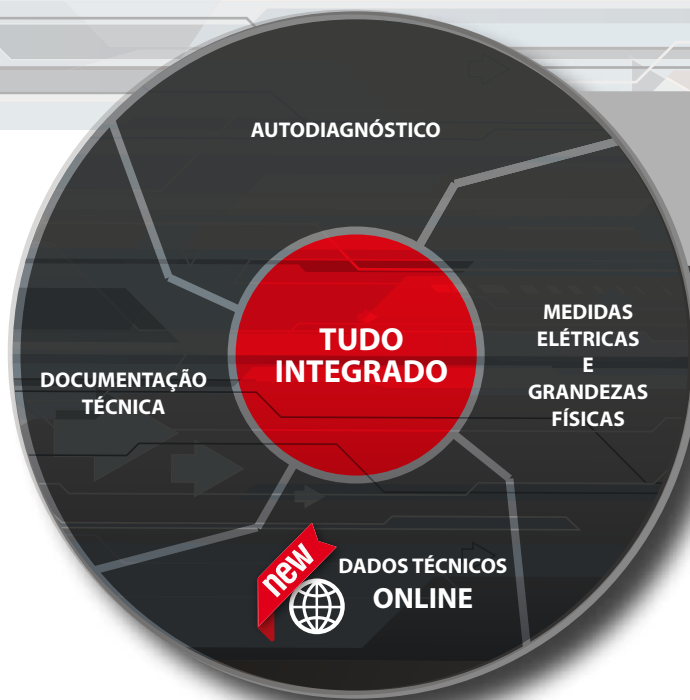 AUTODIAGNÓSTICO
MEDIDAS
ELÉTRICAS
E
GRANDEZAS
FÍSICAS
TUDO
INTEGRADO
DOCUMENTAÇÃO
TÉCNICA
new
DADOS TÉCNICOS
ONLINE